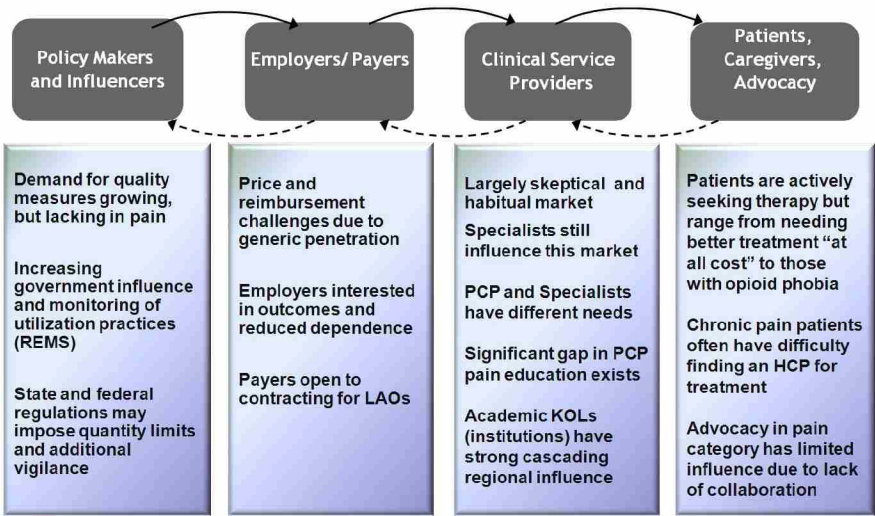 Policy Makers
and Influencers
Employers/ Payers
Clinical Service
Providers
Patients,
Caregivers,
Advocacy
Demand for quality
measures growing,
but lacking in pain
Increasing
government influence
and monitoring of
utilization practices
(REMS)
State and federal
regulations may
impose quantity limits
and additional
vigilance
Price and
reimbursement
challenges due to
generic penetration
Employers interested
in outcomes and
reduced dependence
Payers open to
contracting for LAOs
Largely skeptical and
habitual market
Specialists still
influence this market
PCP and Specialists
have different needs
Significant gap in PCP
pain education exists
Academic KOLs
(institutions) have
strong cascading
regional influence
Patients are actively
seeking therapy but
range from needing
better treatment “at
all cost” to those
with opioid phobia
Chronic pain patients
often have difficulty
finding an HCP for
treatment
Advocacy in pain
category has limited
influence due to lack
of collaboration